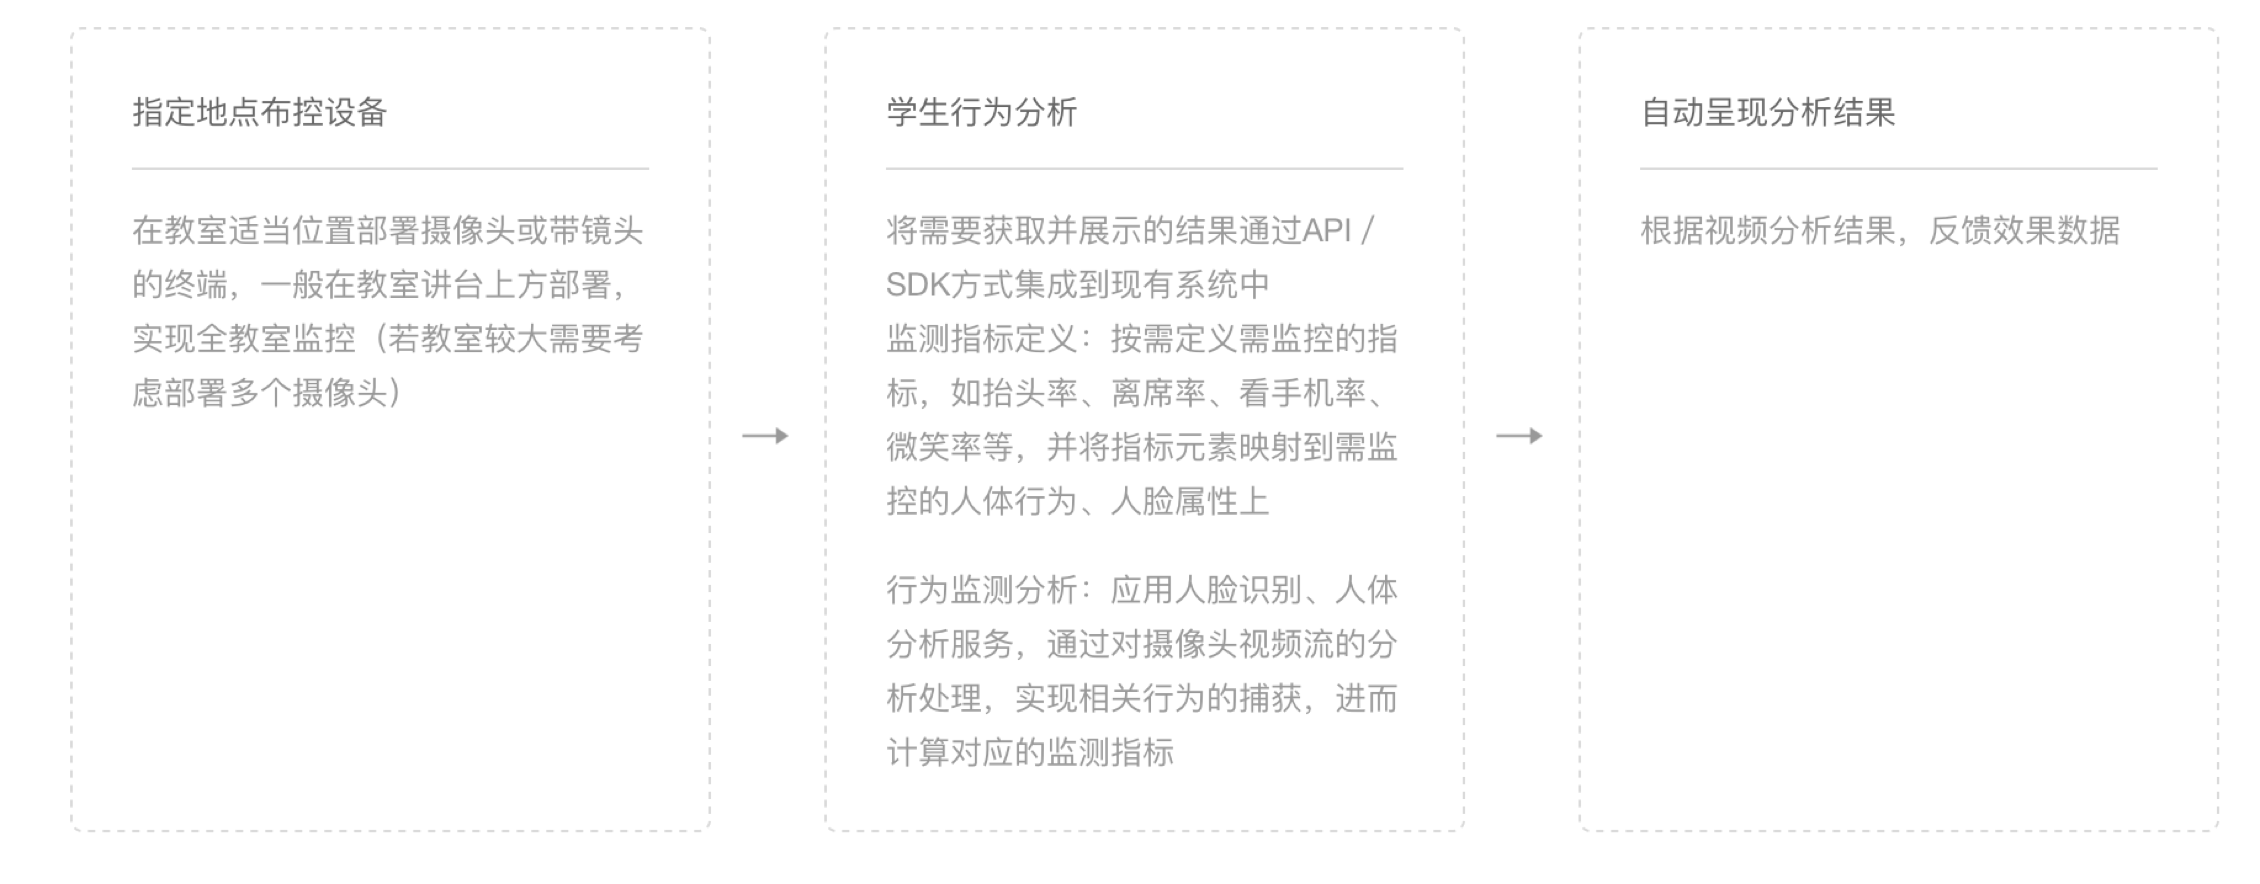 指定地点布控设备
在教室适当位置部署摄像头或带镜头
的终端，一般在教室讲台上方部署，
实现全教室监控（若教室较大需要考
虑部署多个摄像头）
学生行为分析
将需要获取并展示的结果通过API /
SDK方式集成到现有系统中
监测指标定义：按需定义需监控的指
标，如抬头率、离席率、看手机率、
微笑率等，并将指标元素映射到需监
控的人体行为、人脸属性上
行为监测分析：应用人脸识别、人体
分析服务，通过对摄像头视频流的分
析处理，实现相关行为的捕获，进而
计算对应的监测指标
自动呈现分析结果
根据视频分析结果，反馈效果数据